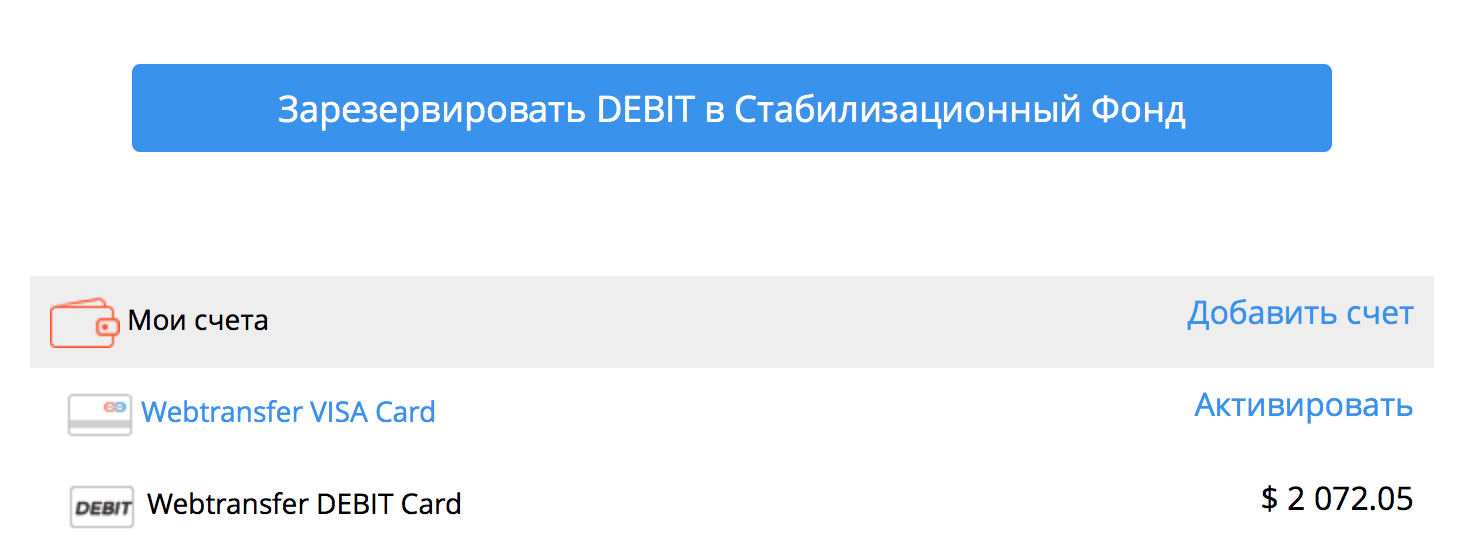 Зарезервировать DEBIT в Стабилизационный Фонд
Мои счета Добавить счет
Webtransfer VISA Card Активировать
DEBIT Webtransfer DEBIT Card $ 2 072.05